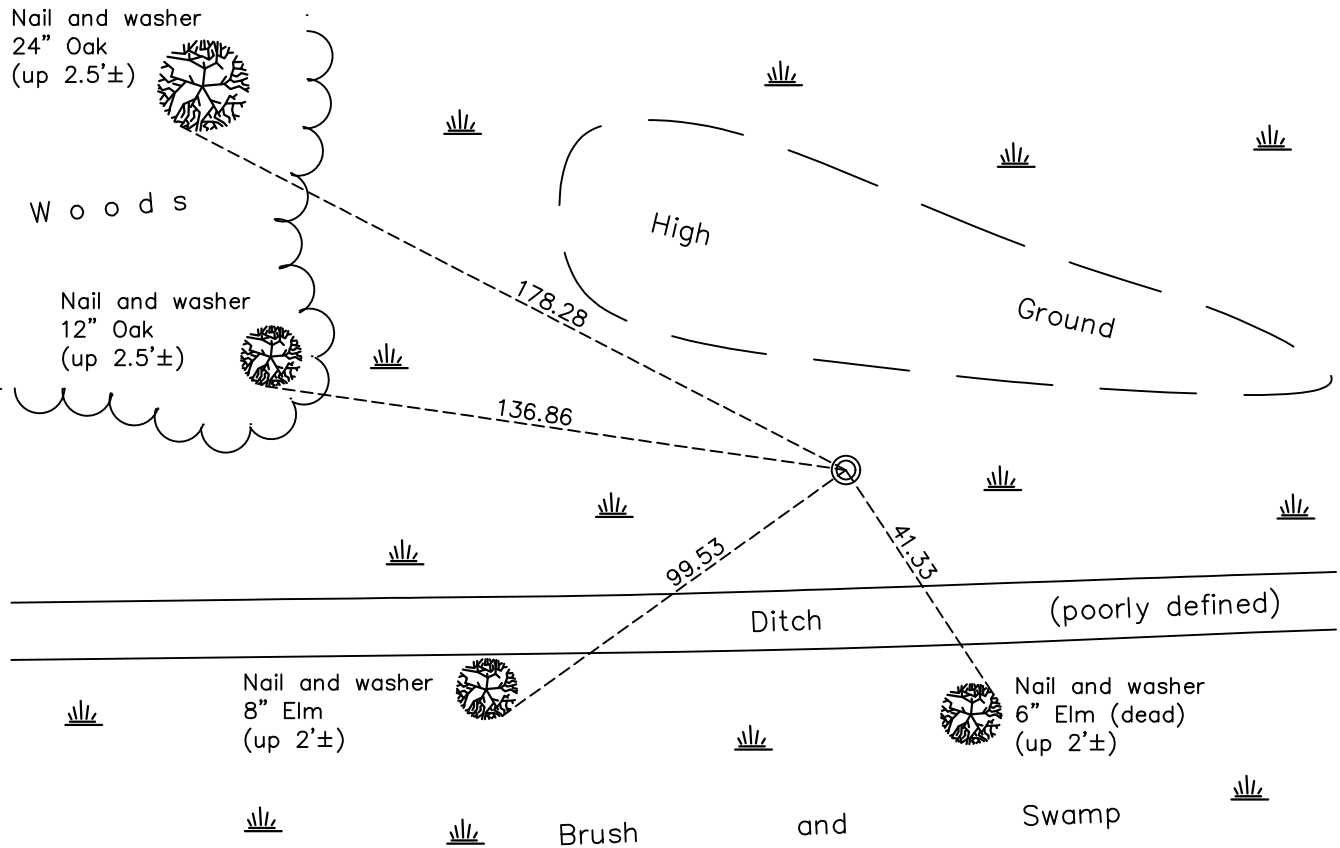 Nail and washer
24” Oak
(up 2.5’±)
Woods
High
Nail and washer
12” Oak
(up 2.5’±)
178.28
Ground
136.86
99.53
41.33
Ditch (poorly defined)
Nail and washer
8” Elm
(up 2’±)
Nail and washer
6” Elm (dead)
(up 2’±)
Brush and Swamp